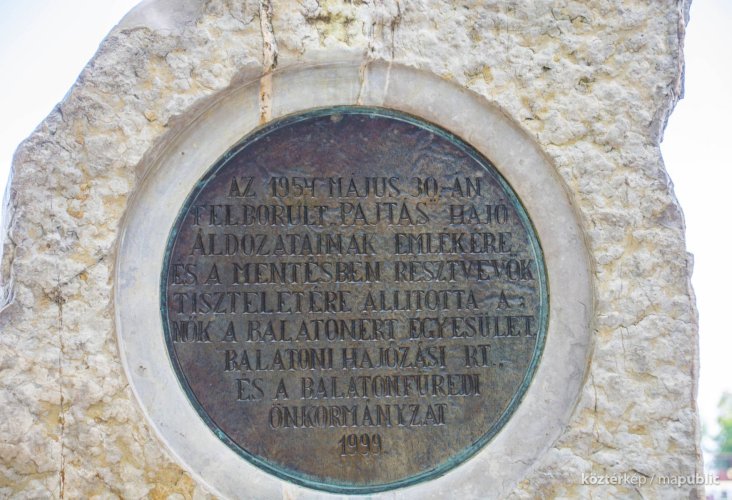 AZ 1954 MÁJUS 30-ÁN
FELBORULT „PAJTÁS” HAJÓ
ÁLDOZATAINAK EMLÉKÉRE
ÉS A MENTÉSBEN RÉSZTVEVŐK
TISZTELETÉRE ÁLLÍTOTTA A:
NŐK A BALATONÉRT EGYESÜLET,
BALATONI HAJÓZÁSI RT.,
ÉS A BALATONFÜREDI
ÖNKORMÁNYZAT
1999
köztérkép / mapublic